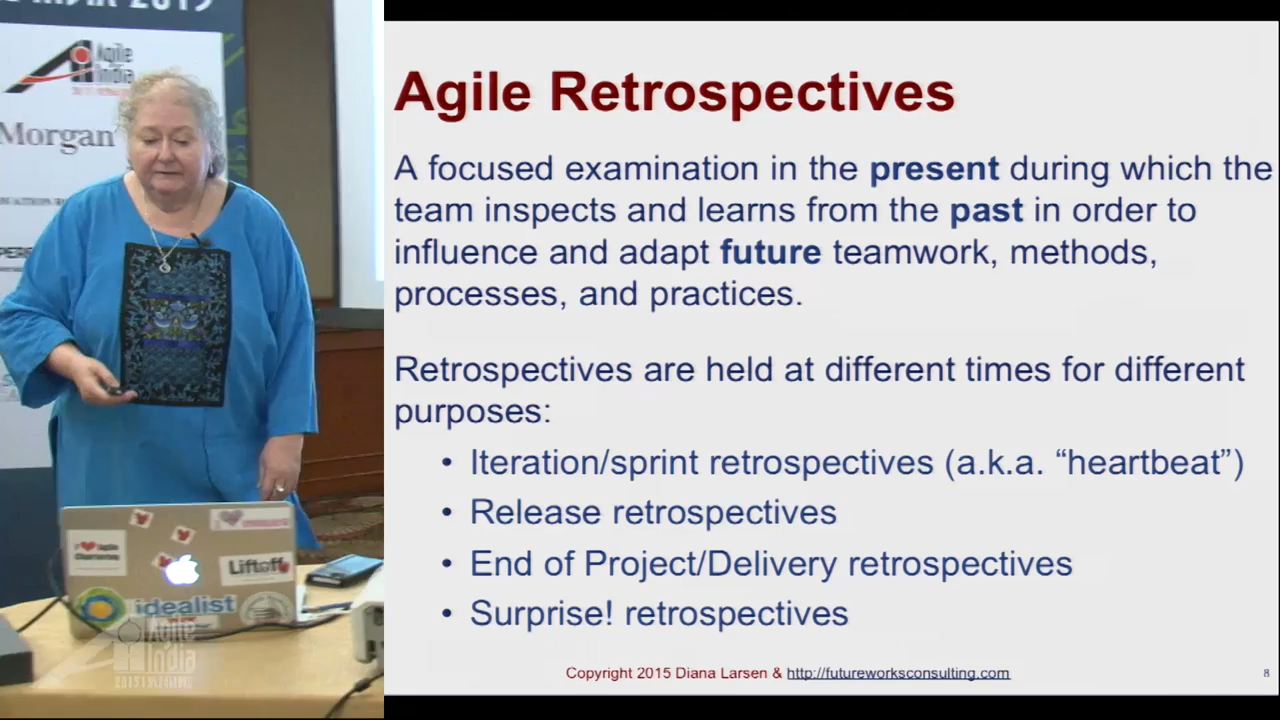 Agile
India
Morgan
Liftoff
idealist
Agile
India
Agile Retrospectives
A focused examination in the present during which the
team inspects and learns from the past in order to
influence and adapt future teamwork, methods,
processes, and practices.
Retrospectives are held at different times for different
purposes:
• Iteration/sprint retrospectives (a.k.a. “heartbeat”)
• Release retrospectives
• End of Project/Delivery retrospectives
• Surprise! retrospectives
Copyright 2015 Diana Larsen & http://futureworksconsulting.com
8